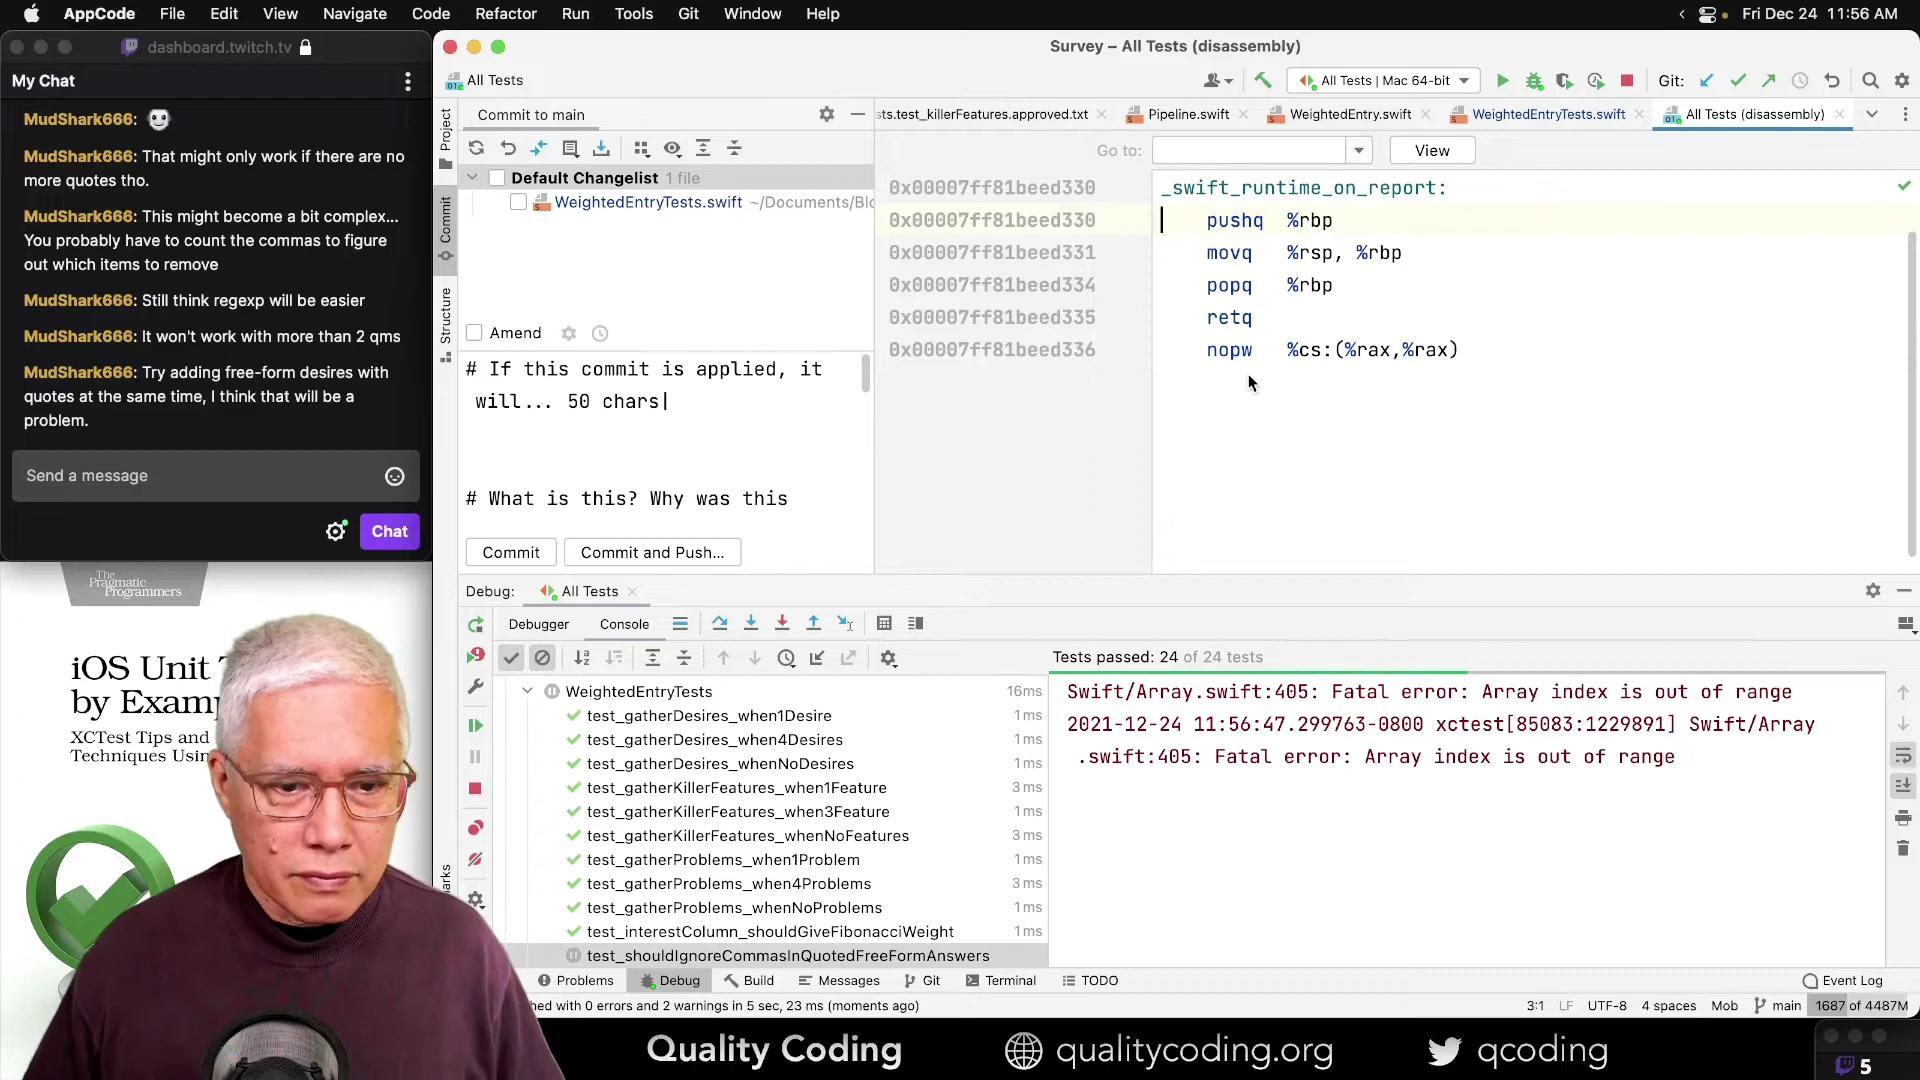 AppCode File Edit View Navigate Code Refactor Run Tools Git Window Help Fri Dec 24 11:56 AM
dashboard.twitch.tv
My Chat
MudShark666:
MudShark666: That might only work if there are no
more quotes tho.
MudShark666: This might become a bit complex...
You probably have to count the commas to figure
out which items to remove
MudShark666: Still think regexp will be easier
MudShark666: It won't work with more than 2 qms
MudShark666: Try adding free-form desires with
quotes at the same time, I think that will be a
problem.
Send a message
Chat
The
Pragmatic
Programmers
iOS Unit
by Examp
XCTest Tips and
Techniques Usin
Survey – All Tests (disassembly)
All Tests
All Tests | Mac 64-bit
Git:
Project
Commit
Structure
Commit to main
Default Changelist 1 file
WeightedEntryTests.swift ~/Documents/Blo
Amend
# If this commit is applied, it
will... 50 chars
# What is this? Why was this
Commit
Commit and Push...
sts.test_killerFeatures.approved.txt Pipeline.swift WeightedEntry.swift WeightedEntryTests.swift All Tests (disassembly)
Go to:
View
0x00007ff81beed330 _swift_runtime_on_report:
0x00007ff81beed330 pushq %rbp
0x00007ff81beed331 movq %rsp, %rbp
0x00007ff81beed334 popq %rbp
0x00007ff81beed335 retq
0x00007ff81beed336 nopw %cs:(%rax,%rax)
Debug: All Tests
Debugger Console
Tests passed: 24 of 24 tests
WeightedEntryTests 16ms
test_gatherDesires_when1Desire 1ms
test_gatherDesires_when4Desires 1ms
test_gatherDesires_whenNoDesires 1ms
test_gatherKillerFeatures_when1Feature 3ms
test_gatherKillerFeatures_when3Feature 1ms
test_gatherKillerFeatures_whenNoFeatures 3ms
test_gatherProblems_when1Problem 1ms
test_gatherProblems_when4Problems 3ms
test_gatherProblems_whenNoProblems 1ms
test_interestColumn_shouldGiveFibonacciWeight 1ms
test_shouldIgnoreCommasInQuotedFreeFormAnswers
Swift/Array.swift:405: Fatal error: Array index is out of range
2021-12-24 11:56:47.299763-0800 xctest[85083:1229891] Swift/Array
.swift:405: Fatal error: Array index is out of range
Problems Debug Build Messages Git Terminal TODO Event Log
hed with 0 errors and 2 warnings in 5 sec, 23 ms (moments ago) 3:1 LF UTF-8 4 spaces Mob main 1687 of 4487M
Quality Coding qualitycoding.org qcoding
5